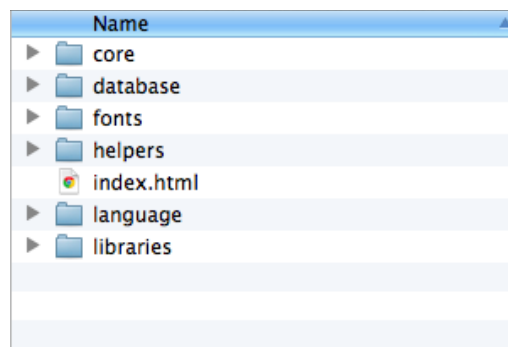 Name
core
database
fonts
helpers
index.html
language
libraries